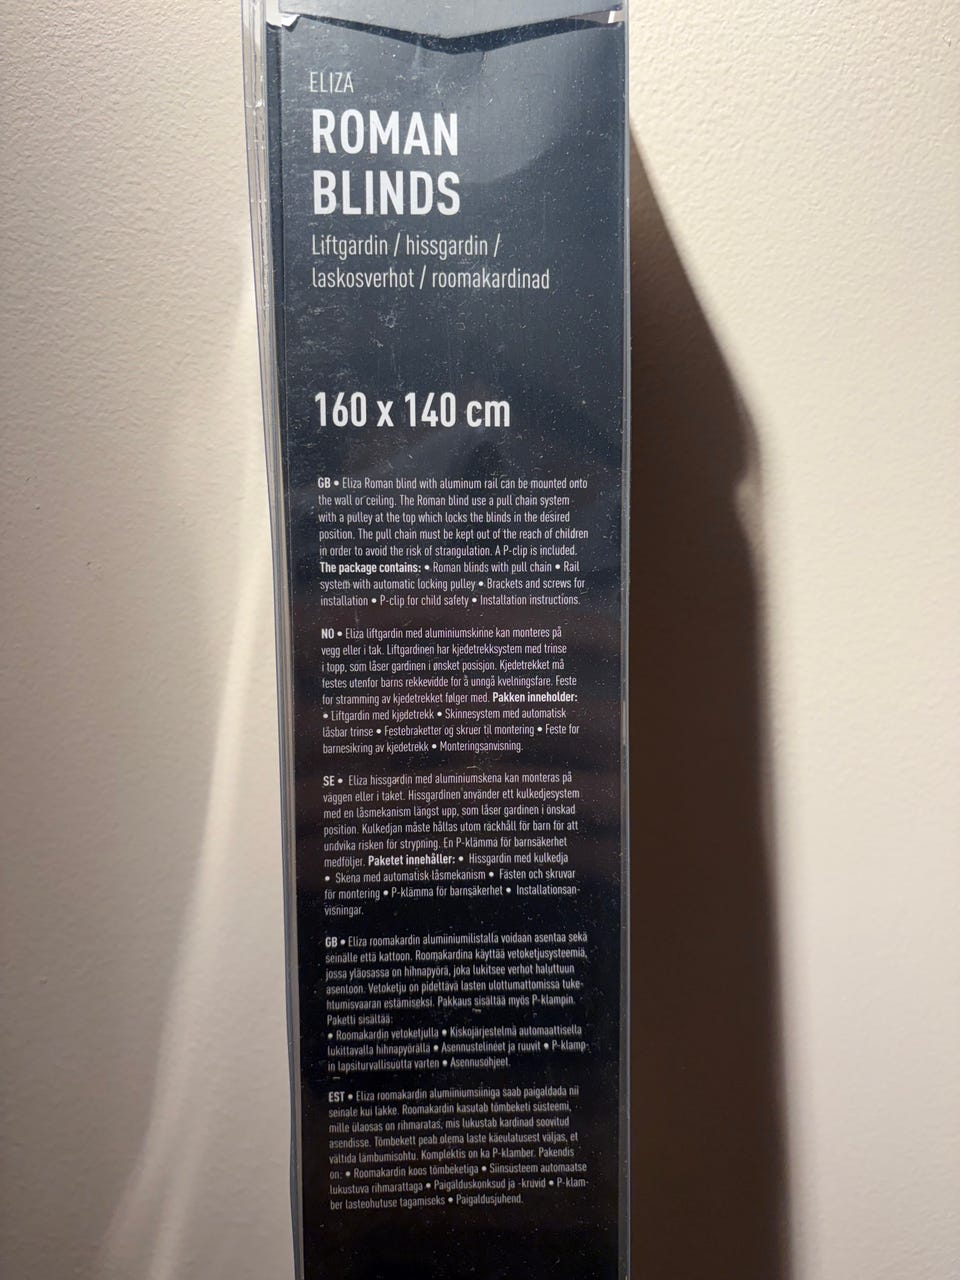 ELIZA
ROMAN
BLINDS
Liftgardin / hissgardin /
laskosverhot / roomakardinad
160 x 140 cm
GB • Eliza Roman blind with aluminum rail can be mounted onto
the wall or ceiling. The Roman blind use a pull chain system
with a pulley at the top which locks the blinds in the desired
position. The pull chain must be kept out of the reach of children
in order to avoid the risk of strangulation. A P-clip is included.
The package contains: • Roman blinds with pull chain • Rail
system with automatic locking pulley • Brackets and screws for
installation • P-clip for child safety • Installation instructions.
NO • Eliza liftgardin med aluminiumskinne kan monteres på
vegg eller i tak. Liftgardinen har kjedetrekksystem med trinse
i topp, som låser gardinen i ønsket posisjon. Kjedetrekket må
festes utenfor barns rekkevidde for å unngå kvelningsfare. Feste
for stramming av kjedetrekket følger med. Pakken inneholder:
• Liftgardin med kjedetrekk • Skinnesystem med automatisk
låsbar trinse • Festebraketter og skruer til montering • Feste for
barnesikring av kjedetrekk • Monteringsanvisning.
SE • Eliza hissgardin med aluminiumskena kan monteras på
väggen eller i taket. Hissgardinen använder ett kulkedjesystem
med en låsmekanism längst upp, som låser gardinen i önskad
position. Kulkedjan måste hållas utom räckhåll för barn för att
undvika risken för strypning. En P-klämma för barnsäkerhet
medföljer. Paketet innehåller: • Hissgardin med kulkedja
• Skena med automatisk låsmekanism • Fästen och skruvar
för montering • P-klämma för barnsäkerhet • Installationsan-
visningar.
GB • Eliza roomakardin alumiiniumilistalla voidaan asentaa sekä
seinälle että kattoon. Roomakardina käyttää vetoketjusysteemiä,
jossa yläosassa on hihnapyörä, joka lukitsee verhot haluttuun
asentoon. Vetoketju on pidettävä lasten ulottumattomissa tuke-
htumisvaaran estämiseksi. Pakkaus sisältää myös P-klampin.
Paketti sisältää:
• Roomakardin vetoketjulla • Kiskojärjestelmä automaattisella
lukittavalla hihnapyörällä • Asennustelineet ja ruuvit • P-klamp-
in lapsiturvallisuutta varten • Asennusohjeet.
EST • Eliza roomakardin alumiiniumsiiniga saab paigaldada nii
seinale kui lakke. Roomakardin kasutab tõmbeketi süsteemi,
mille ülaosas on rihmaratas, mis lukustab kardinad soovitud
asendisse. Tõmbekett peab olema laste käeulatusest väljas, et
vältida lämbumisohtu. Komplektis on ka P-klamber. Pakendis
on: • Roomakardin koos tõmbeketiga • Siinsüsteem automaatse
lukustuva rihmarattaga • Paigalduskonksud ja -kruvid • P-klam-
ber lasteohutuse tagamiseks • Paigaldusjuhend.